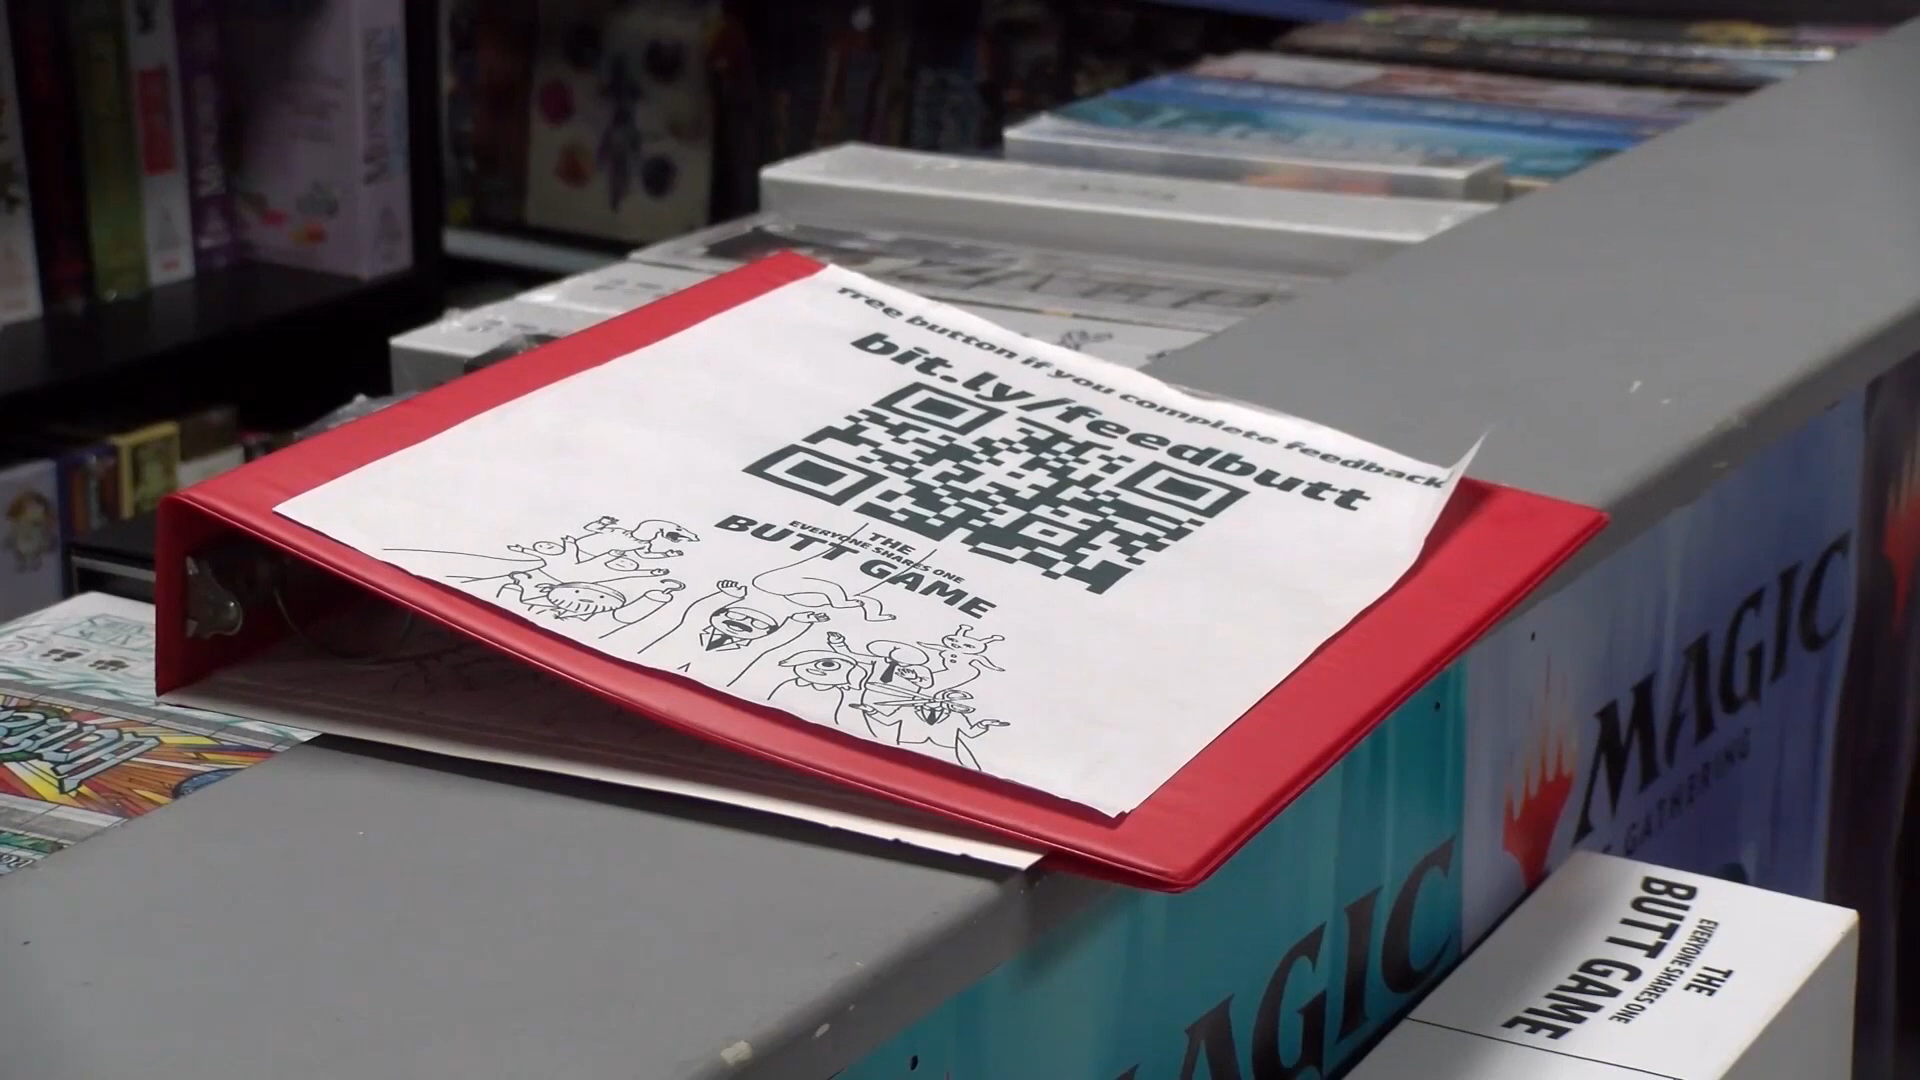 Free button if you complete feedback
bit.ly/feedbutt
THE
EVERYONE SHARES ONE
BUTT GAME
MAGIC
GATHERING
MAGIC
THE
EVERYONE SHARES ONE
BUTT GAME